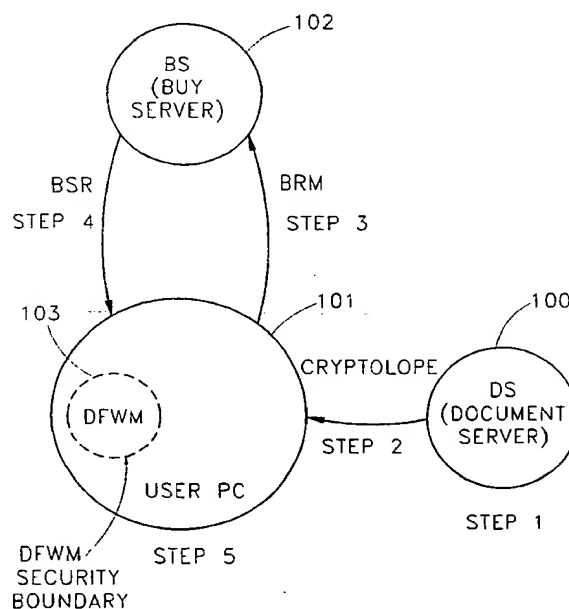 102
BS
(BUY
SERVER)
BSR
BRM
STEP 4
STEP 3
103
101
100
CRYPTOLOPE
DS
(DOCUMENT
SERVER)
DFWM
STEP 2
USER PC
STEP 1
STEP 5
DFWM
SECURITY
BOUNDARY